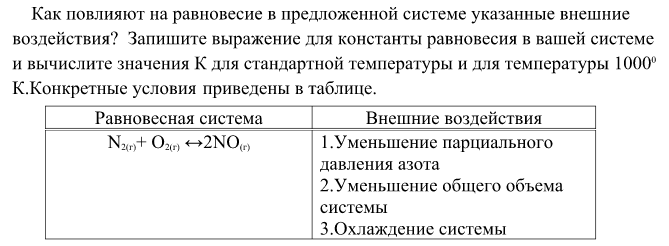 Как повлияют на равновесие в предложенной системе указанные внешние
воздействия? Запишите выражение для константы равновесия в вашей системе
и вычислите значения К для стандартной температуры и для температуры 1000⁰
К.Конкретные условия приведены в таблице.
Равновесная система
Внешние воздействия
N₂₍г₎+ O₂₍г₎ ↔2NO₍г₎
1.Уменьшение парциального
давления азота
2.Уменьшение общего объема
системы
3.Охлаждение системы